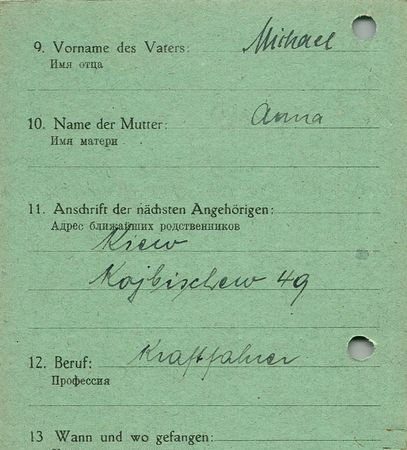 9. Vorname des Vaters: Michael
Имя отца
10. Name der Mutter: Anna
Имя матери
11. Anschrift der nächsten Angehörigen:
Адрес ближайших родственников
Kiew
Kojbischew 49
12. Beruf: Kraftfahrer
Профессия
13 Wann und wo gefangen: